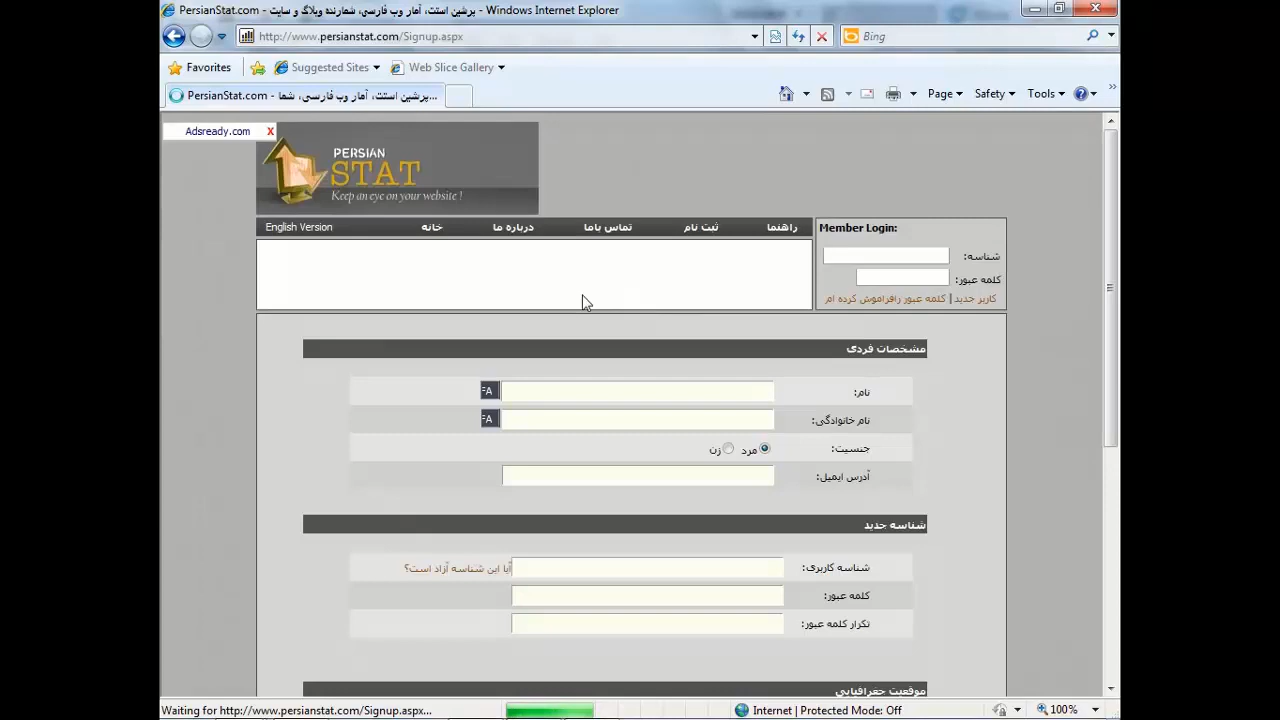 PersianStat.com - برشین استت، آمار وب فارسی، شمارنده وبلاگ و سایت - Windows Internet Explorer
http://www.persianstat.com/Signup.aspx
Bing
Favorites
Suggested Sites
Web Slice Gallery
PersianStat.com - برشین استت، آمار وب فارسی، شما...
Page
Safety
Tools
Adsready.com
X
PERSIAN
STAT
Keep an eye on your website !
راهنما
ثبت نام
تماس باما
درباره ما
خانه
English Version
Member Login:
شناسه:
کلمه عبور:
کاربر جدید | کلمه عبور رافراموش کرده ام
مشخصات فردی
نام:
نام خانوادگی:
جنسیت:
مرد
زن
آدرس ایمیل:
شناسه جدید
شناسه کاربری:
آیا این شناسه آزاد است؟
کلمه عبور:
تکرار کلمه عبور:
موقعیت جغرافیایی
Waiting for http://www.persianstat.com/Signup.aspx...
Internet | Protected Mode: Off
100%